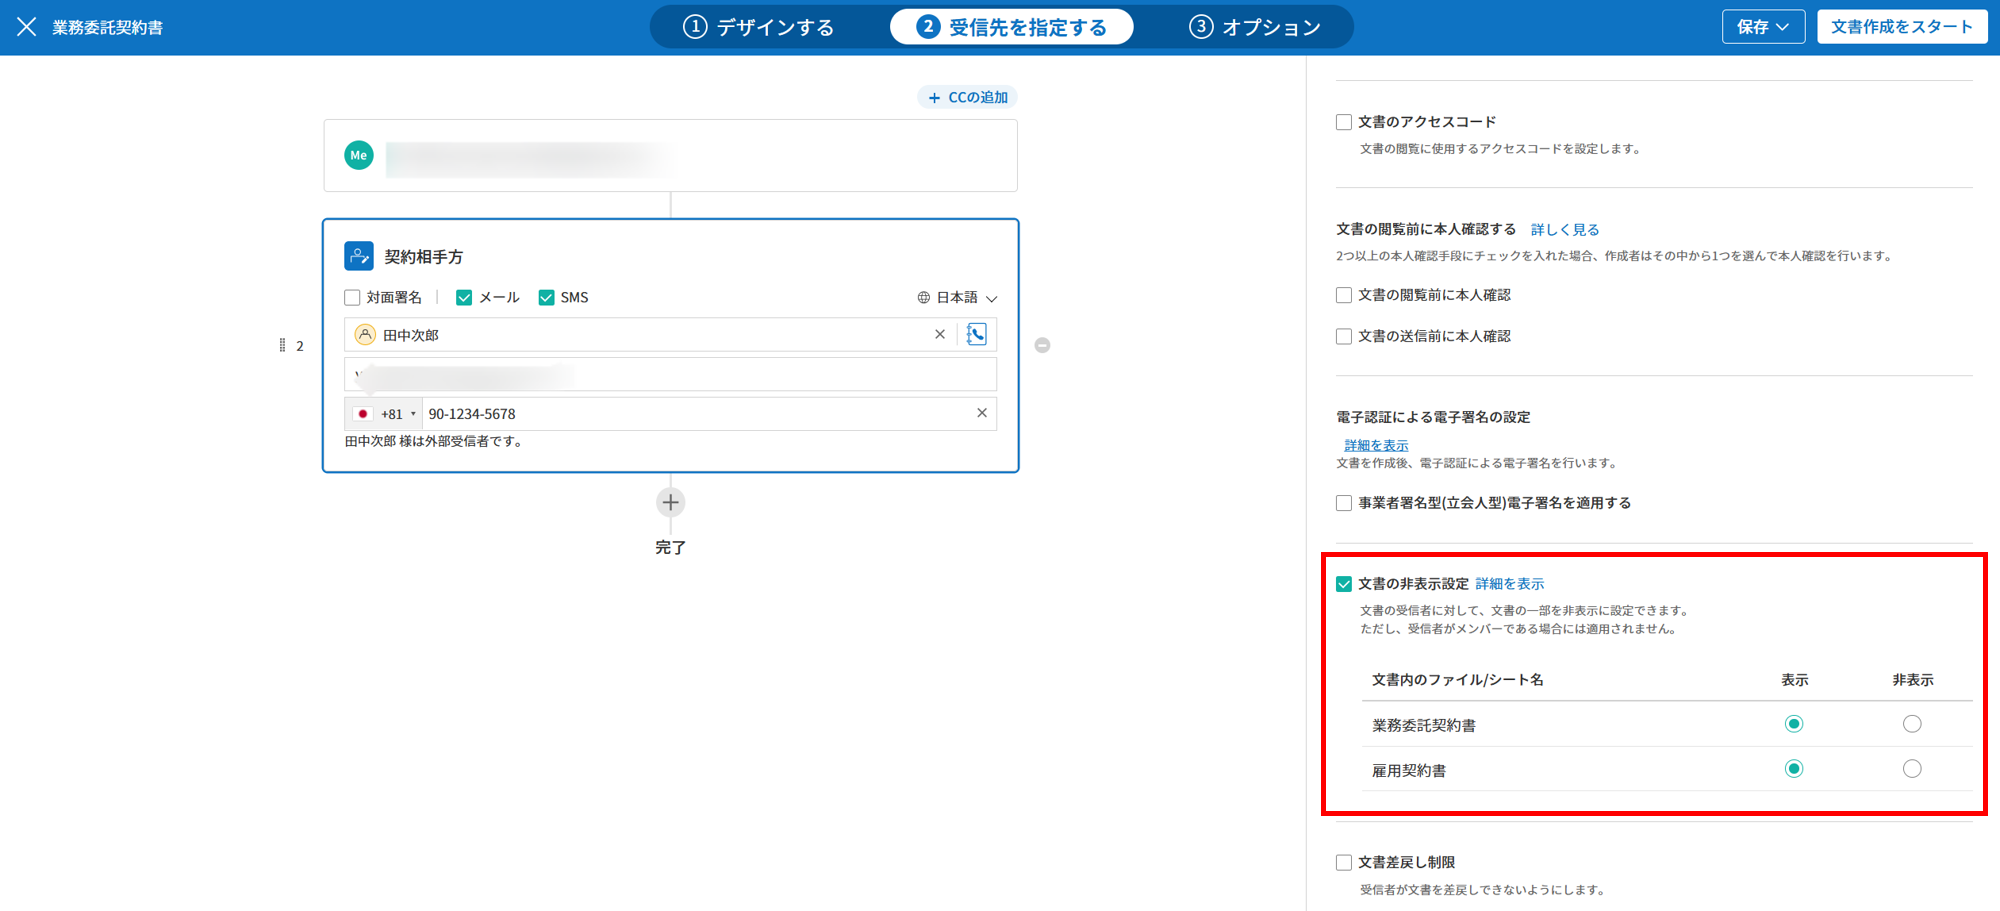 業務委託契約書
① デザインする
2 受信先を指定する
③ オプション
保存
文書作成をスタート
+ CCの追加
Me
契約相手方
対面署名 | メール SMS
日本語
2
田中次郎
+81 90-1234-5678
田中次郎 様は外部受信者です。
完了
文書のアクセスコード
文書の閲覧に使用するアクセスコードを設定します。
文書の閲覧前に本人確認する 詳しく見る
2つ以上の本人確認手段にチェックを入れた場合、作成者はその中から1つを選んで本人確認を行います。
文書の閲覧前に本人確認
文書の送信前に本人確認
電子認証による電子署名の設定
詳細を表示
文書を作成後、電子認証による電子署名を行います。
事業者署名型(立会人型)電子署名を適用する
文書の非表示設定 詳細を表示
文書の受信者に対して、文書の一部を非表示に設定できます。
ただし、受信者がメンバーである場合には適用されません。
文書内のファイル/シート名 表示 非表示
業務委託契約書
雇用契約書
文書差戻し制限
受信者が文書を差戻しできないようにします。